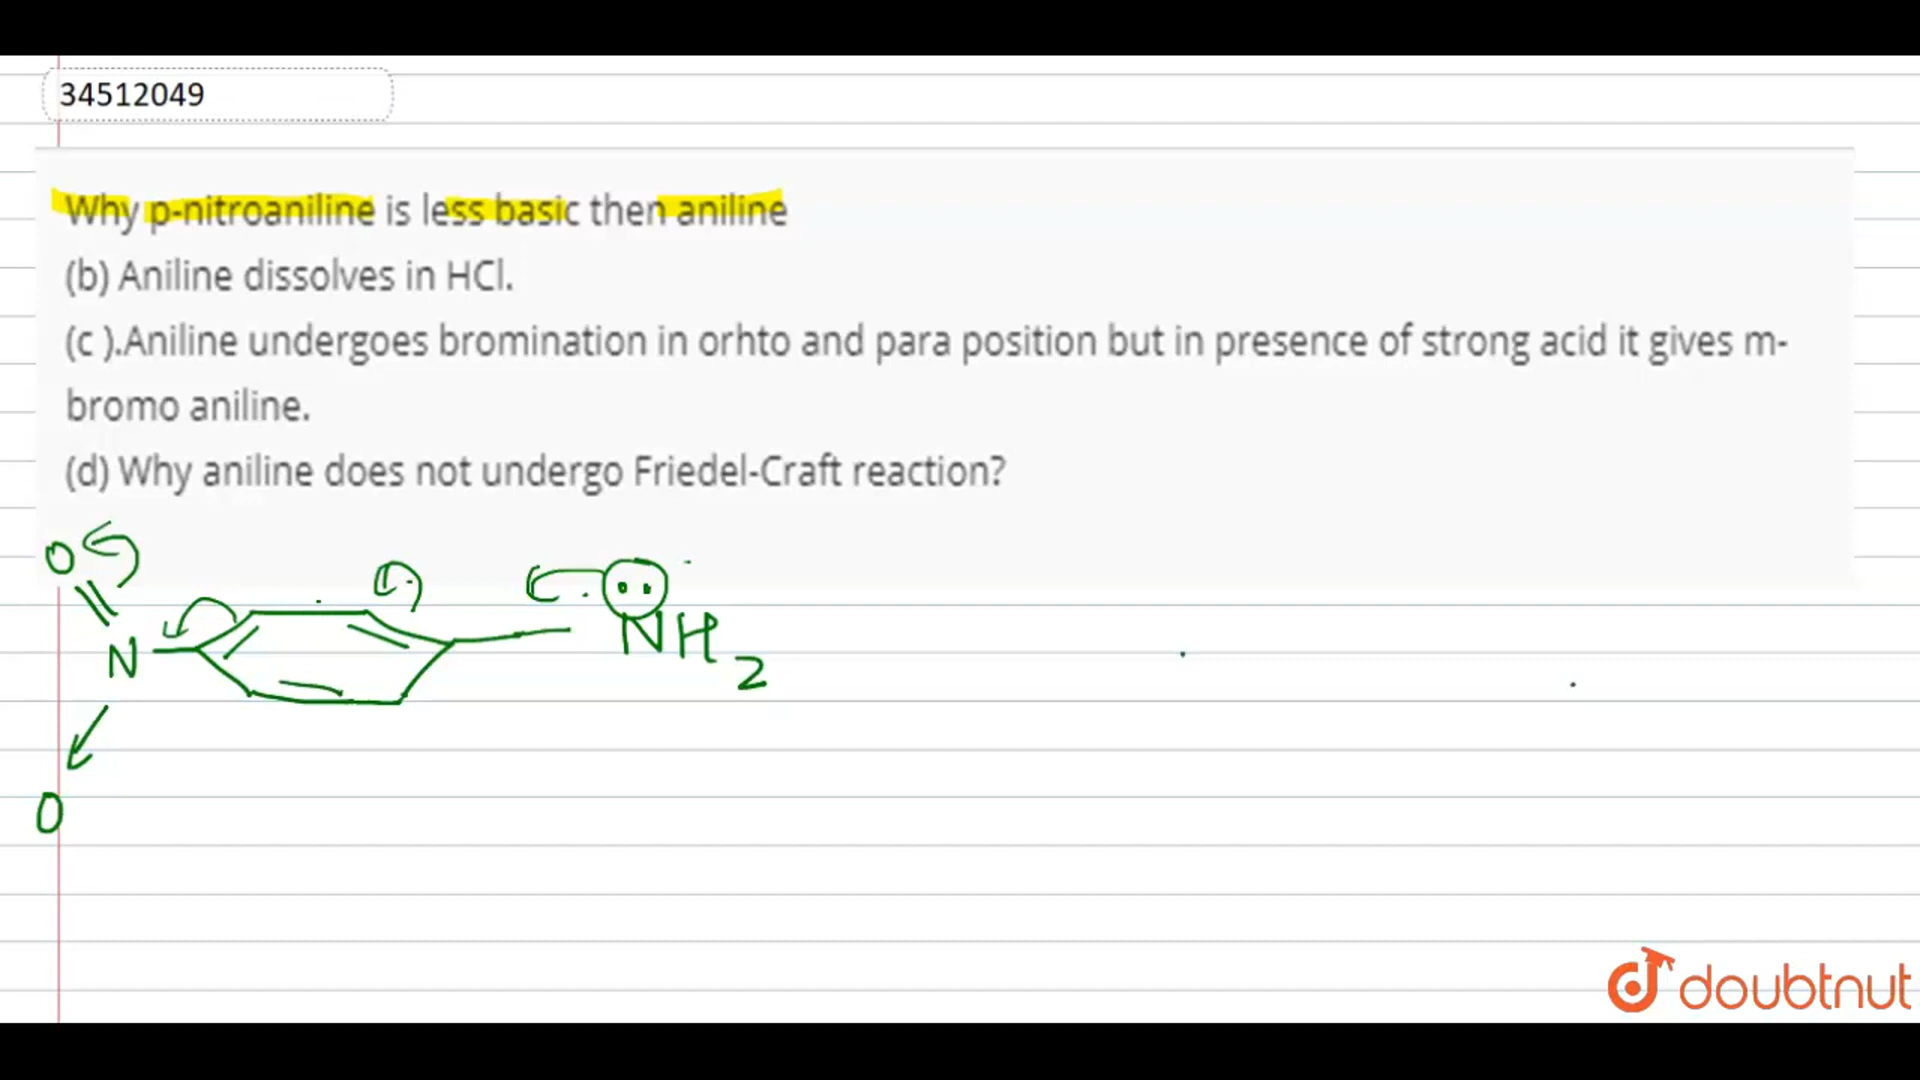 34512049
Why p-nitroaniline is less basic then aniline
(b) Aniline dissolves in HCl.
(c ).Aniline undergoes bromination in orhto and para position but in presence of strong acid it gives m-
bromo aniline.
(d) Why aniline does not undergo Friedel-Craft reaction?
O
N
NH2
O
doubtnut